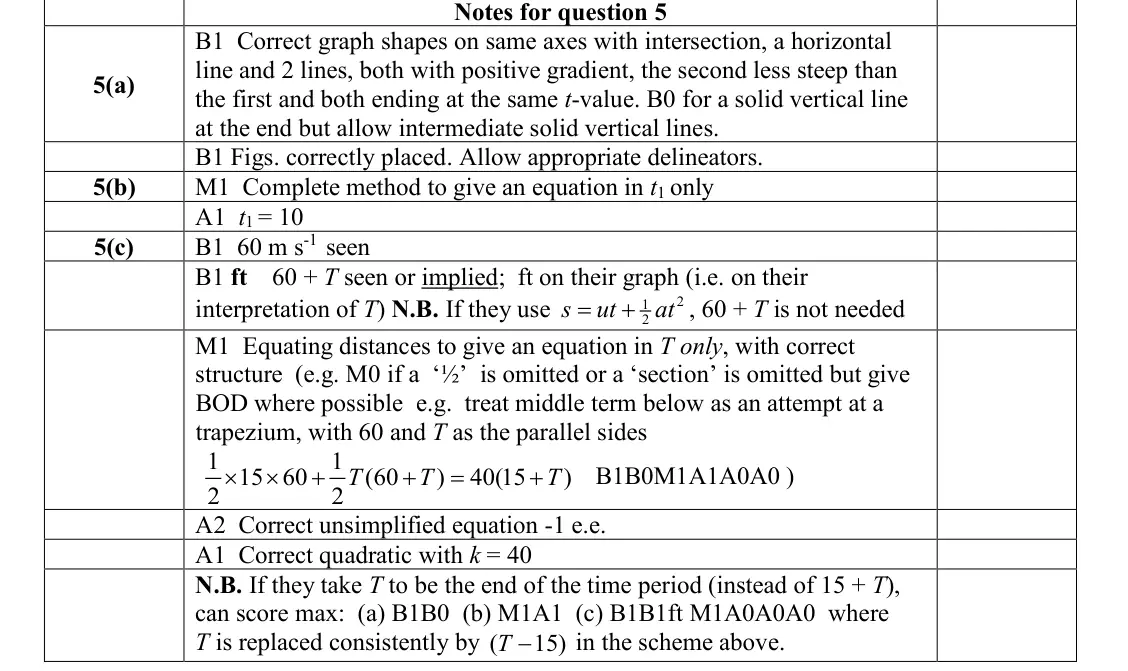 Notes for question 5
5(a)
B1 Correct graph shapes on same axes with intersection, a horizontal
line and 2 lines, both with positive gradient, the second less steep than
the first and both ending at the same t-value. B0 for a solid vertical line
at the end but allow intermediate solid vertical lines.
B1 Figs. correctly placed. Allow appropriate delineators.
5(b)
M1 Complete method to give an equation in t₁ only
A1 t₁ = 10
5(c)
B1 60 m s⁻¹ seen
B1 ft 60 + T seen or implied; ft on their graph (i.e. on their
interpretation of T) N.B. If they use s = ut + ½at², 60 + T is not needed
M1 Equating distances to give an equation in T only, with correct
structure (e.g. M0 if a ‘½’ is omitted or a ‘section’ is omitted but give
BOD where possible e.g. treat middle term below as an attempt at a
trapezium, with 60 and T as the parallel sides
1/2 × 15 × 60 + 1/2 T(60 + T) = 40(15 + T) B1B0M1A1A0A0 )
A2 Correct unsimplified equation -1 e.e.
A1 Correct quadratic with k = 40
N.B. If they take T to be the end of the time period (instead of 15 + T),
can score max: (a) B1B0 (b) M1A1 (c) B1B1ft M1A0A0A0 where
T is replaced consistently by (T − 15) in the scheme above.